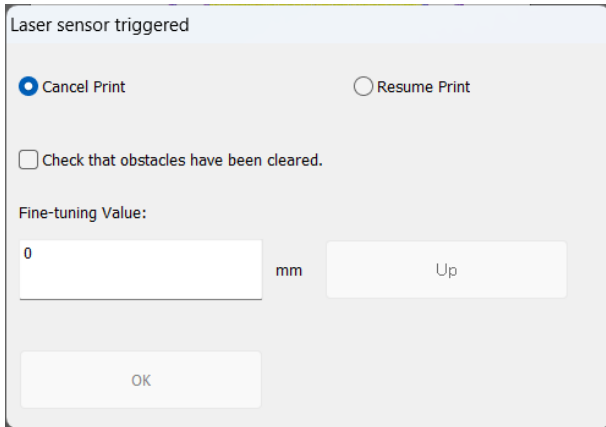 Laser sensor triggered
Cancel Print
Resume Print
Check that obstacles have been cleared.
Fine-tuning Value:
0
mm
Up
OK